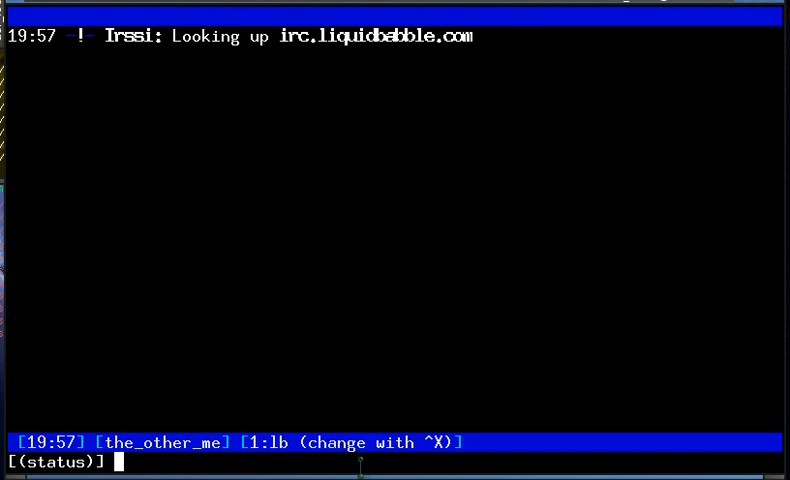 19:57 -!- Irssi: Looking up irc.liquidbabble.com
[19:57] [the_other_me] [1:lb (change with ^X)]
[(status)]